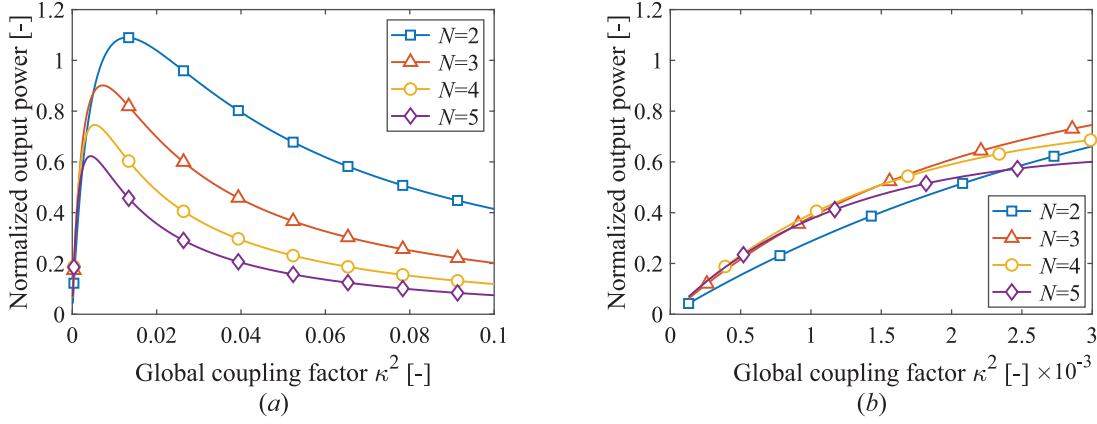 Normalized output power [-]
1.2
1
0.8
0.6
0.4
0.2
0
0
0.02
0.04
0.06
0.08
0.1
N=2
N=3
N=4
N=5
Global coupling factor κ² [-]
(a)
Normalized output power [-]
1.2
1
0.8
0.6
0.4
0.2
0
0
0.5
1
1.5
2
2.5
3
N=2
N=3
N=4
N=5
Global coupling factor κ² [-] ×10⁻³
(b)